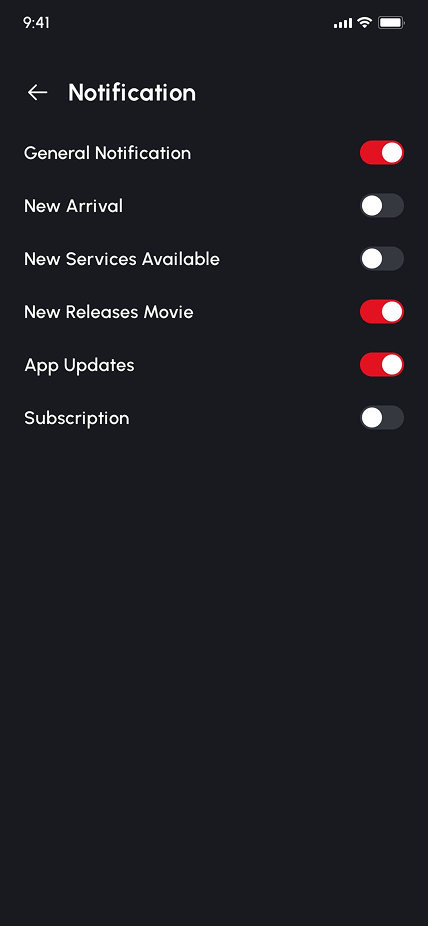 9:41
Notification
General Notification
New Arrival
New Services Available
New Releases Movie
App Updates
Subscription